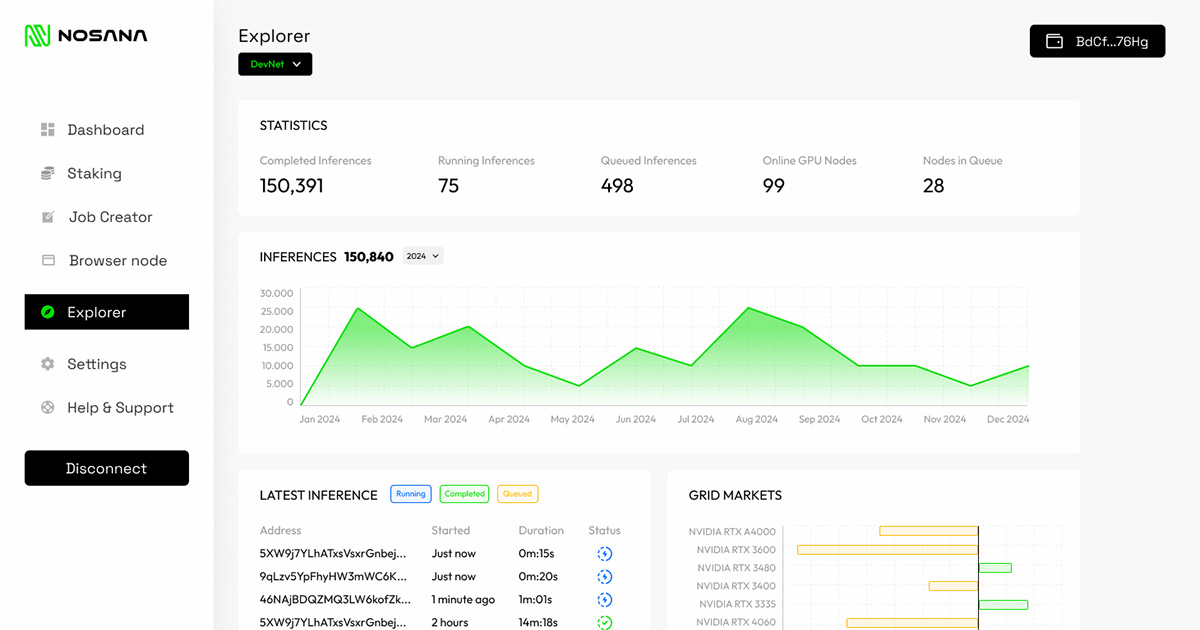 NOSANA
Dashboard
Staking
Job Creator
Browser node
Explorer
Settings
Help & Support
Disconnect
Explorer
DevNet
BdCf...76Hg
STATISTICS
Completed Inferences
150,391
Running Inferences
75
Queued Inferences
498
Online GPU Nodes
99
Nodes in Queue
28
INFERENCES 150,840 2024
30.000
25.000
20.000
15.000
10.000
5.000
0
Jan 2024 Feb 2024 Mar 2024 Apr 2024 May 2024 Jun 2024 Jul 2024 Aug 2024 Sep 2024 Oct 2024 Nov 2024 Dec 2024
LATEST INFERENCE Running Completed Queued
Address Started Duration Status
5XW9j7YLhATxsVsxrGnbej... Just now 0m:15s
9qLzv5YpFhyHW3mWC6K... Just now 0m:20s
46NAjBDQZMQ3LW6kofZk... 1 minute ago 1m:01s
5XW9j7YLhATxsVsxrGnbej... 2 hours 14m:18s
GRID MARKETS
NVIDIA RTX A4000
NVIDIA RTX 3600
NVIDIA RTX 3480
NVIDIA RTX 3400
NVIDIA RTX 3335
NVIDIA RTX 4060